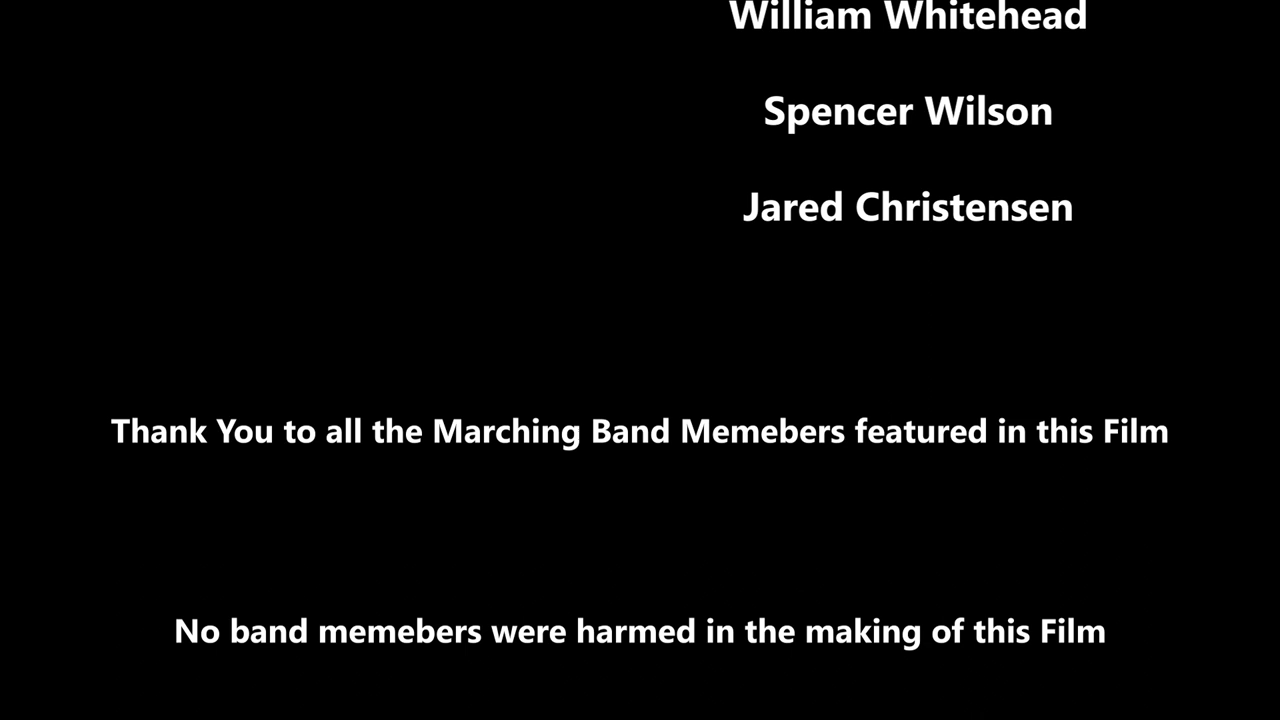 William Whitehead
Spencer Wilson
Jared Christensen
Thank You to all the Marching Band Memebers featured in this Film
No band memebers were harmed in the making of this Film